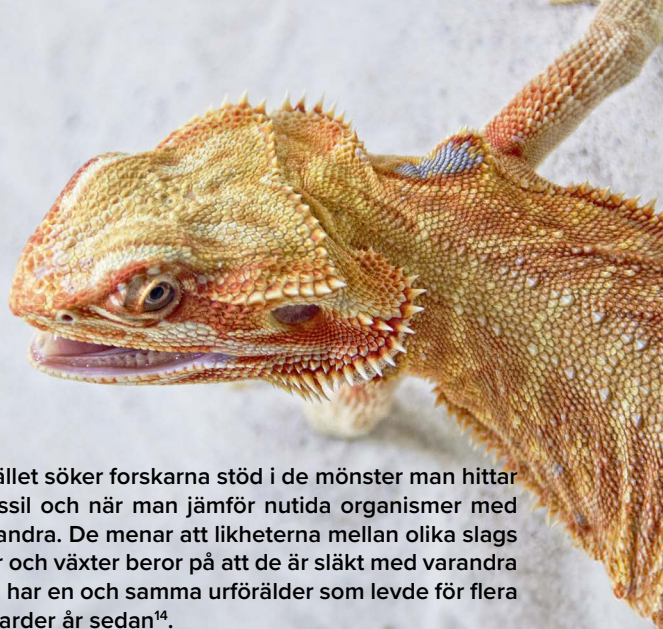 ället söker forskarna stöd i de mönster man hittar
ssil och när man jämför nutida organismer med
andra. De menar att likheterna mellan olika slags
r och växter beror på att de är släkt med varandra
har en och samma urförälder som levde för flera
arder år sedan¹⁴.